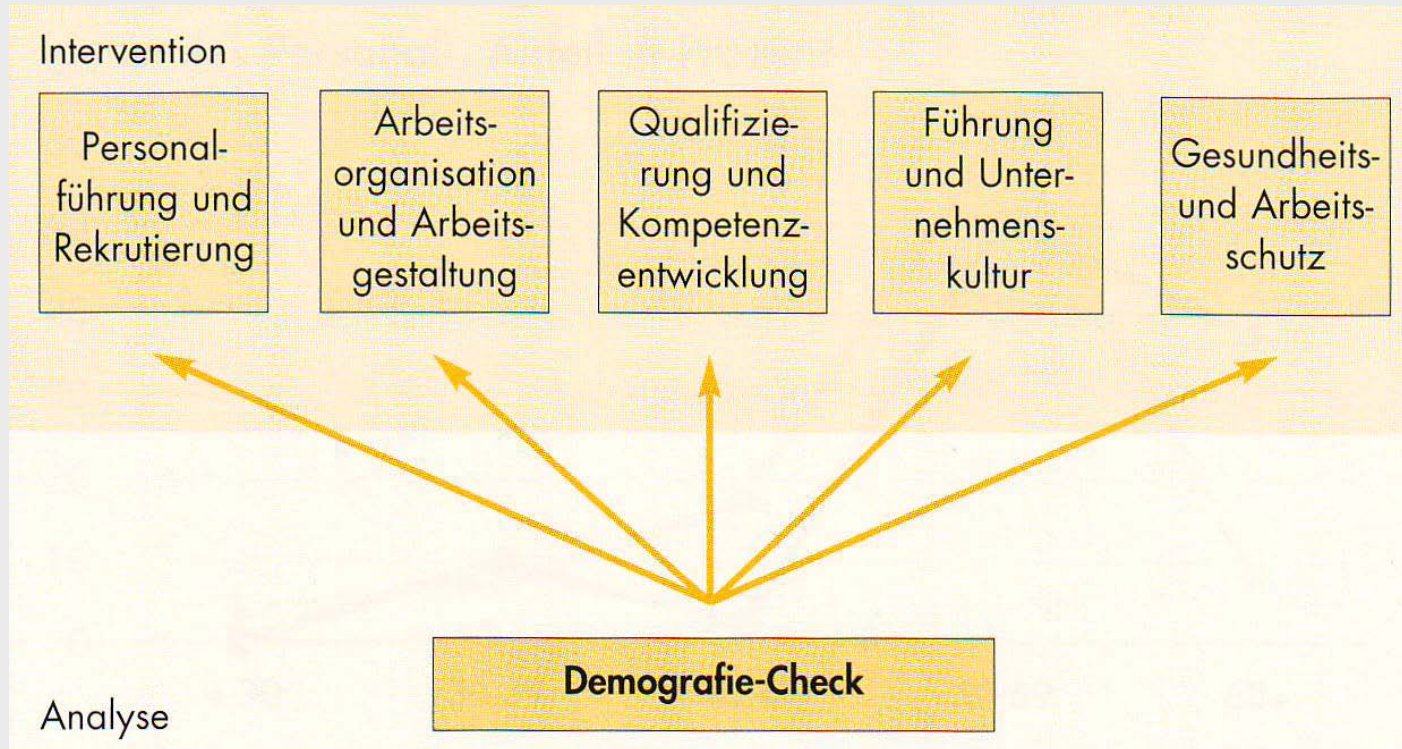 Intervention
Personal-
führung und
Rekrutierung
Arbeits-
organisation
und Arbeits-
gestaltung
Qualifizie-
rung und
Kompetenz-
entwicklung
Führung
und Unter-
nehmens-
kultur
Gesundheits-
und Arbeits-
schutz
Demografie-Check
Analyse